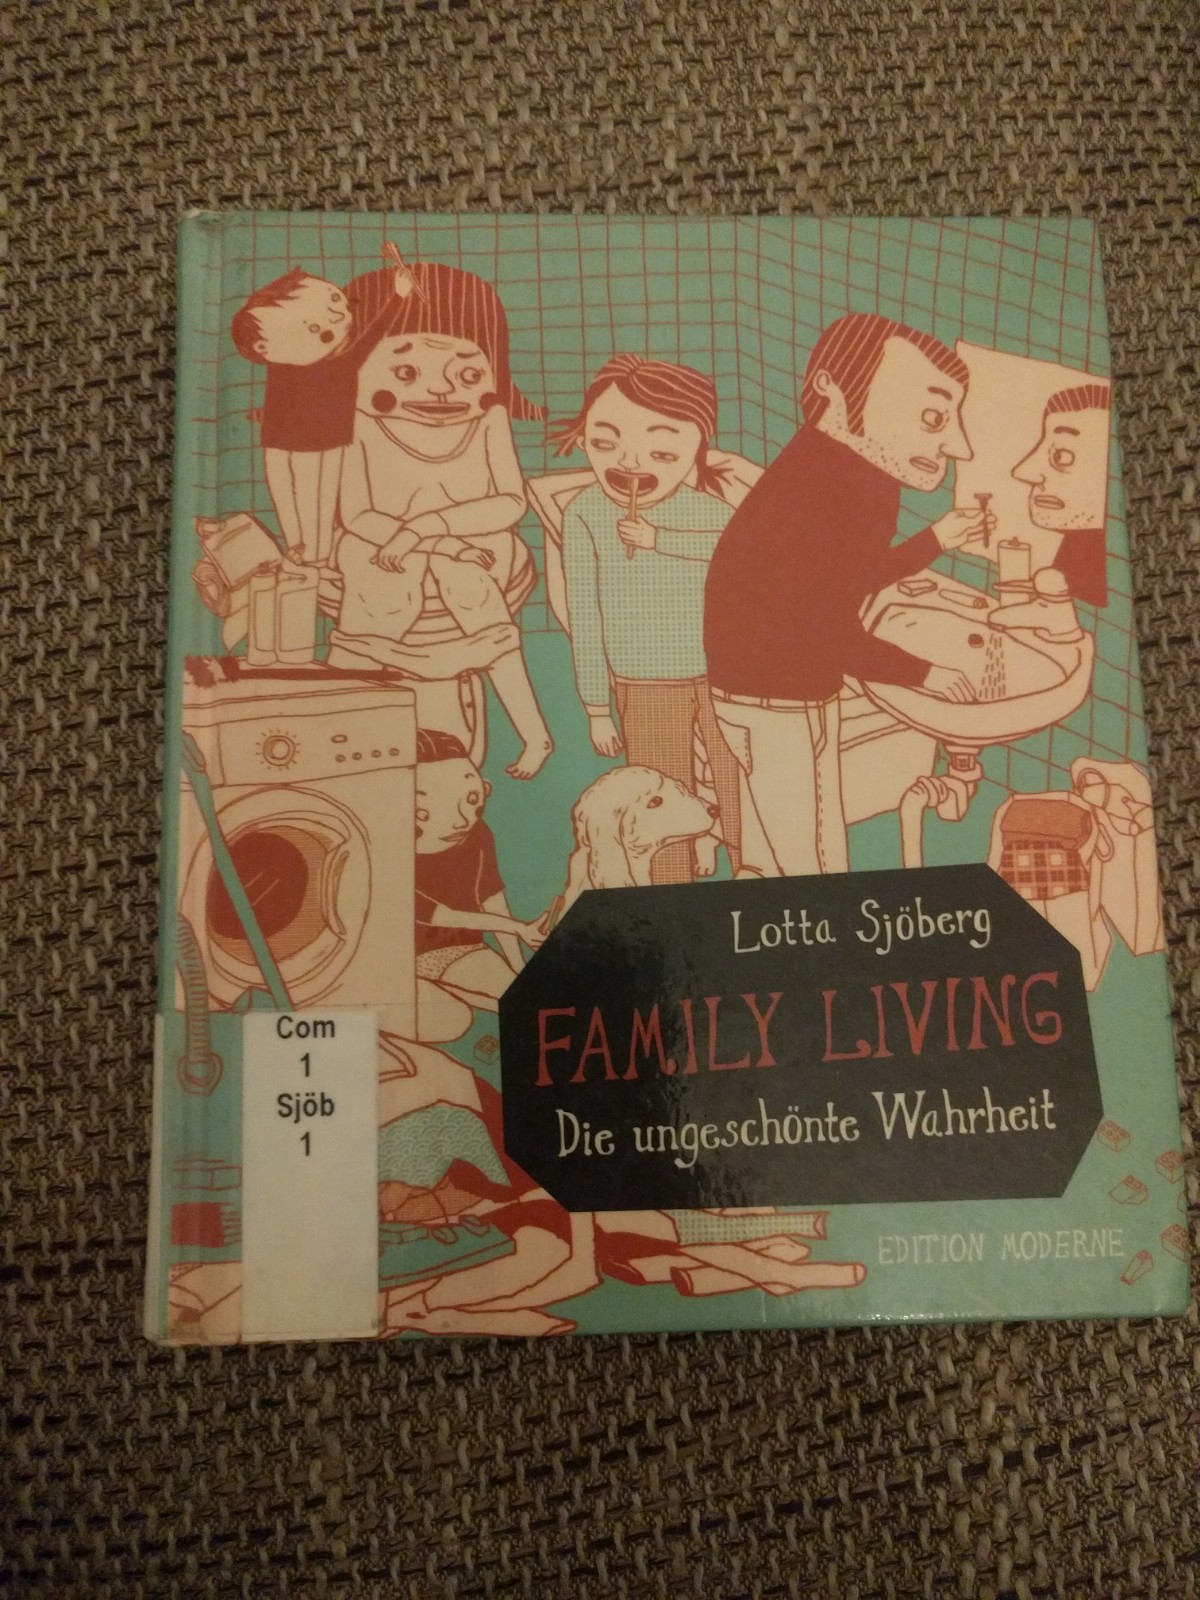 Lotta Sjöberg
FAMILY LIVING
Die ungeschönte Wahrheit
EDITION MODERNE
Com
1
Sjöb
1